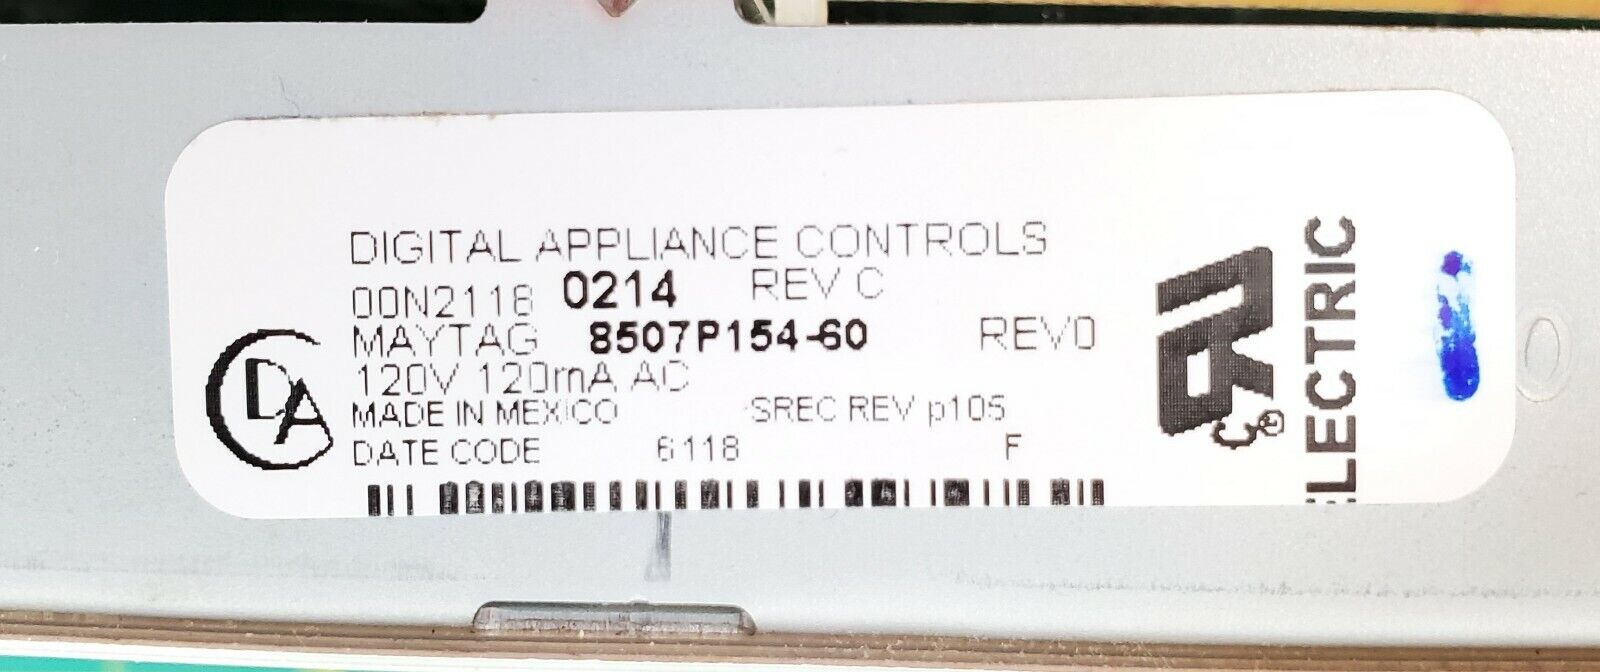 DIGITAL APPLIANCE CONTROLS
00N2118 0214 REV C
MAYTAG 8507P154-60 REV0
120V 120mA AC
MADE IN MEXICO SREC REV p105
DATE CODE 6118 F
DA
ELECTRIC